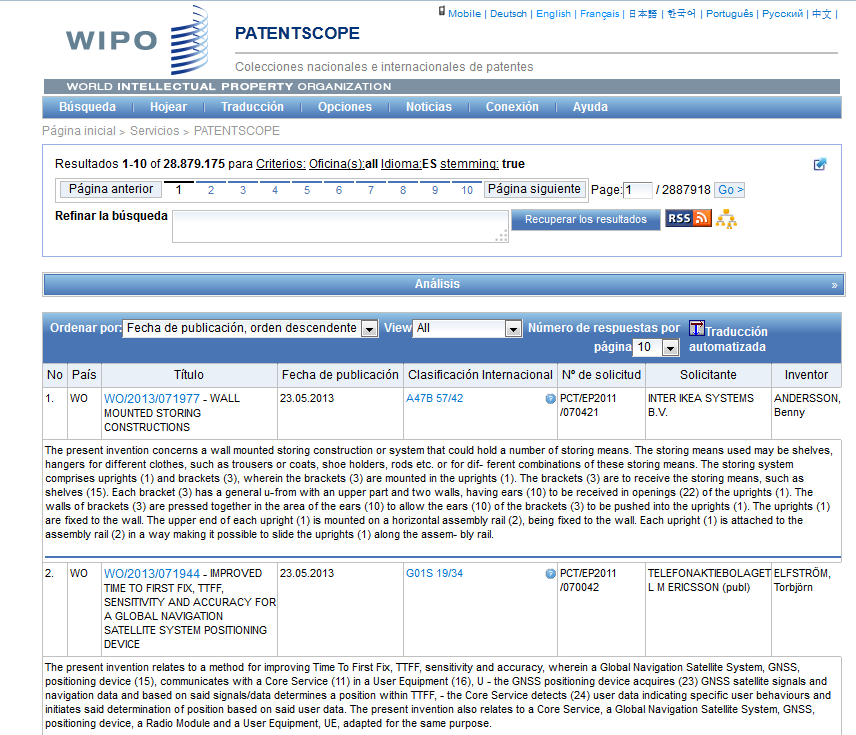 Mobile | Deutsch | English | Français | 日本語 | 한국어 | Português | Русский | 中文 |
WIPO
PATENTSCOPE
Colecciones nacionales e internacionales de patentes
WORLD INTELLECTUAL PROPERTY ORGANIZATION
Búsqueda | Hojear | Traducción | Opciones | Noticias | Conexión | Ayuda
Página inicial > Servicios > PATENTSCOPE
Resultados 1-10 of 28.879.175 para Criterios: Oficina(s):all Idioma:ES stemming: true
Página anterior 1 2 3 4 5 6 7 8 9 10 Página siguiente Page: 1 / 2887918 Go >
Refinar la búsqueda Recuperar los resultados RSS
Análisis »
Ordenar por: Fecha de publicación, orden descendente View All Número de respuestas por página 10 Traducción automatizada
No País Título Fecha de publicación Clasificación Internacional Nº de solicitud Solicitante Inventor
1. WO WO/2013/071977 - WALL 23.05.2013 A47B 57/42 PCT/EP2011 INTER IKEA SYSTEMS ANDERSSON,
MOUNTED STORING /070421 B.V. Benny
CONSTRUCTIONS
The present invention concerns a wall mounted storing construction or system that could hold a number of storing means. The storing means used may be shelves,
hangers for different clothes, such as trousers or coats, shoe holders, rods etc. or for dif- ferent combinations of these storing means. The storing system
comprises uprights (1) and brackets (3), wherein the brackets (3) are mounted in the uprights (1). The brackets (3) are to receive the storing means, such as
shelves (15). Each bracket (3) has a general u-from with an upper part and two walls, having ears (10) to be received in openings (22) of the uprights (1). The
walls of brackets (3) are pressed together in the area of the ears (10) to allow the ears (10) of the brackets (3) to be pushed into the uprights (1). The uprights (1)
are fixed to the wall. The upper end of each upright (1) is mounted on a horizontal assembly rail (2), being fixed to the wall. Each upright (1) is attached to the
assembly rail (2) in a way making it possible to slide the uprights (1) along the assem- bly rail.
2. WO WO/2013/071944 - IMPROVED 23.05.2013 G01S 19/34 PCT/EP2011 TELEFONAKTIEBOLAGET ELFSTRÖM,
TIME TO FIRST FIX, TTFF, /070042 L M ERICSSON (publ) Torbjörn
SENSITIVITY AND ACCURACY FOR
A GLOBAL NAVIGATION
SATELLITE SYSTEM POSITIONING
DEVICE
The present invention relates to a method for improving Time To First Fix, TTFF, sensitivity and accuracy, wherein a Global Navigation Satellite System, GNSS,
positioning device (15), communicates with a Core Service (11) in a User Equipment (16), U - the GNSS positioning device acquires (23) GNSS satellite signals and
navigation data and based on said signals/data determines a position within TTFF, - the Core Service detects (24) user data indicating specific user behaviours and
initiates said determination of position based on said user data. The present invention also relates to a Core Service, a Global Navigation Satellite System, GNSS,
positioning device, a Radio Module and a User Equipment, UE, adapted for the same purpose.